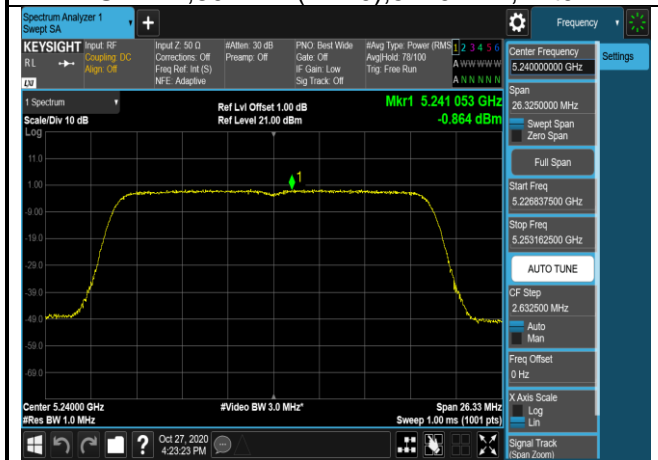 Spectrum Analyzer 1
Swept SA
+
Frequency
KEYSIGHT
RL
LXI
Input: RF
Coupling: DC
Align: Off
Input Z: 50 Ω
Corrections: Off
Freq Ref: Int (S)
NFE: Adaptive
#Atten: 30 dB
Preamp: Off
PNO: Best Wide
Gate: Off
IF Gain: Low
Sig Track: Off
#Avg Type: Power (RMS
Avg|Hold: 78/100
Trig: Free Run
1 2 3 4 5 6
A W W W W W
A N N N N N
1 Spectrum
Scale/Div 10 dB
Log
Ref Lvl Offset 1.00 dB
Ref Level 21.00 dBm
Mkr1 5.241 053 GHz
-0.864 dBm
11.0
1.00
-9.00
-19.0
-29.0
-39.0
-49.0
-59.0
-69.0
1
Center 5.24000 GHz
#Res BW 1.0 MHz
#Video BW 3.0 MHz*
Span 26.33 MHz
Sweep 1.00 ms (1001 pts)
Center Frequency
5.240000000 GHz
Settings
Span
26.3250000 MHz
Swept Span
Zero Span
Full Span
Start Freq
5.226837500 GHz
Stop Freq
5.253162500 GHz
AUTO TUNE
CF Step
2.632500 MHz
Auto
Man
Freq Offset
0 Hz
X Axis Scale
Log
Lin
Signal Track
(Span Zoom)
?
Oct 27, 2020
4:23:23 PM